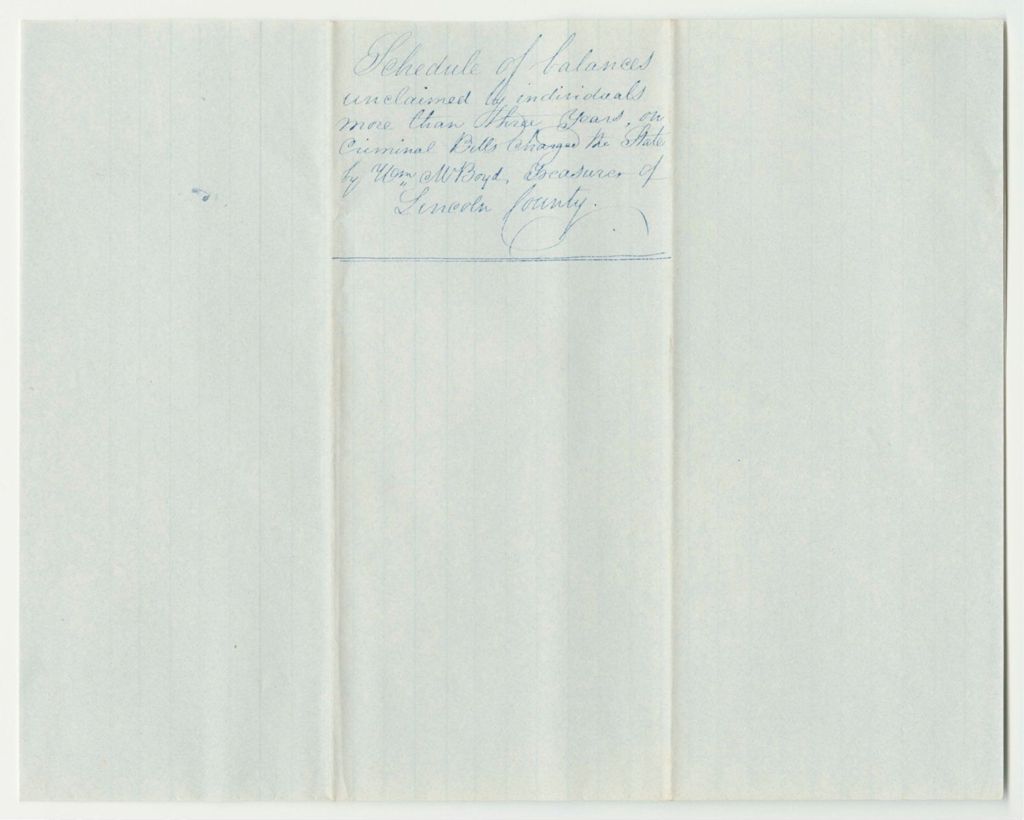 Schedule of balances
unclaimed by individuals
more than three years, on
Criminal Bills Charged the State
by Wm M Boyd, Treasurer of
Lincoln County.